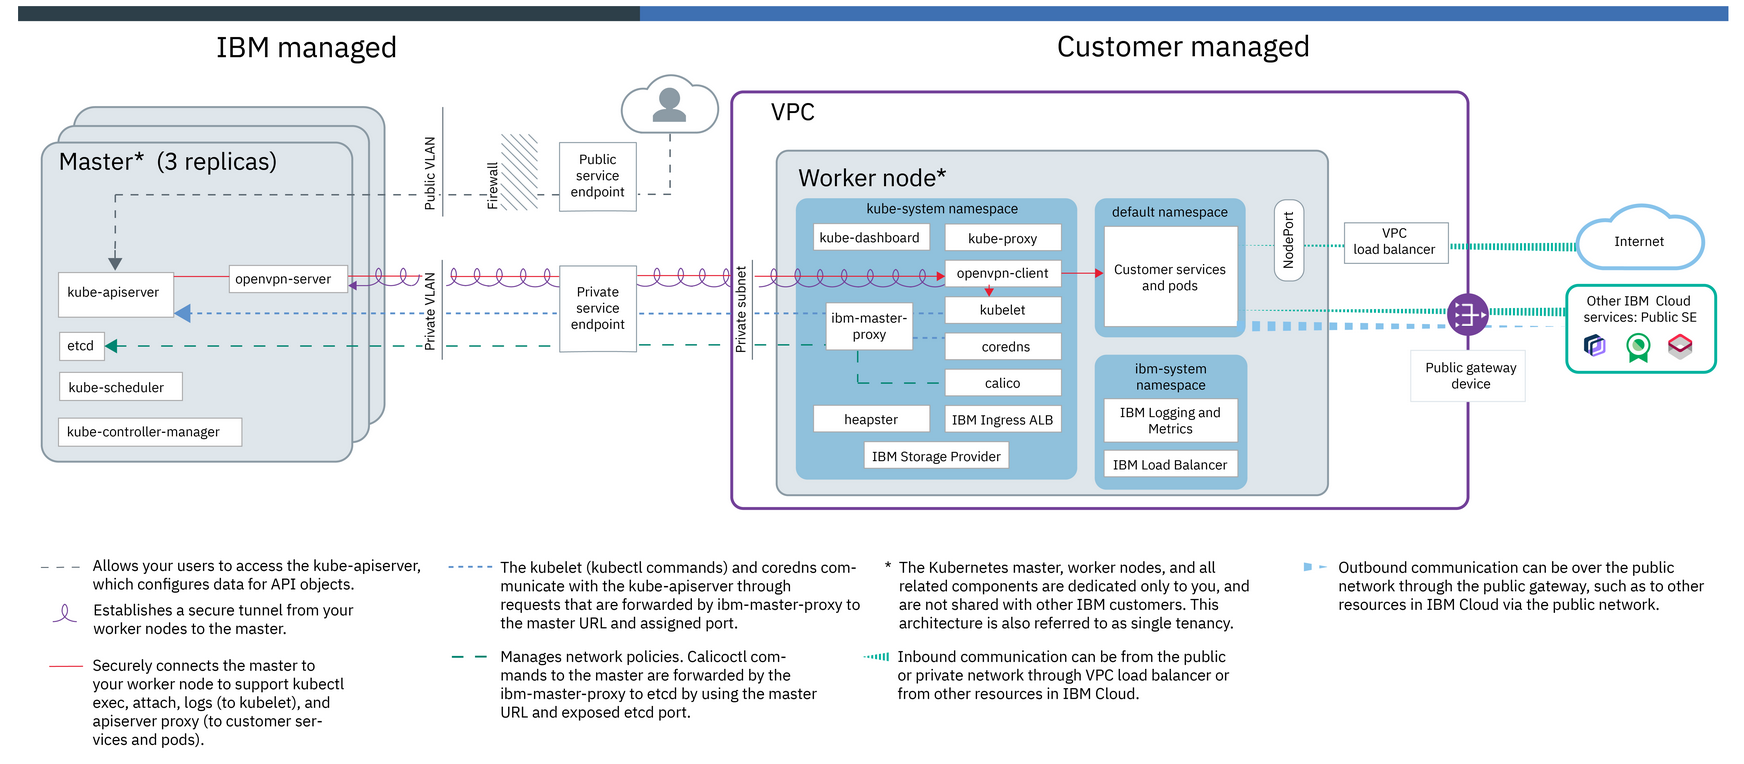 IBM managed
Customer managed
Master* (3 replicas)
kube-apiserver
openvpn-server
etcd
kube-scheduler
kube-controller-manager
Public VLAN
Firewall
Public
service
endpoint
Private VLAN
Private
service
endpoint
Private subnet
VPC
Worker node*
kube-system namespace
kube-dashboard
kube-proxy
openvpn-client
kubelet
ibm-master-
proxy
coredns
calico
heapster
IBM Ingress ALB
IBM Storage Provider
default namespace
Customer services
and pods
ibm-system
namespace
IBM Logging and
Metrics
IBM Load Balancer
NodePort
VPC
load balancer
Internet
Other IBM Cloud
services: Public SE
Public gateway
device
Allows your users to access the kube-apiserver,
which configures data for API objects.
Establishes a secure tunnel from your
worker nodes to the master.
Securely connects the master to
your worker node to support kubectl
exec, attach, logs (to kubelet), and
apiserver proxy (to customer ser-
vices and pods).
The kubelet (kubectl commands) and coredns com-
municate with the kube-apiserver through
requests that are forwarded by ibm-master-proxy to
the master URL and assigned port.
Manages network policies. Calicoctl com-
mands to the master are forwarded by the
ibm-master-proxy to etcd by using the master
URL and exposed etcd port.
* The Kubernetes master, worker nodes, and all
related components are dedicated only to you, and
are not shared with other IBM customers. This
architecture is also referred to as single tenancy.
Inbound communication can be from the public
or private network through VPC load balancer or
from other resources in IBM Cloud.
Outbound communication can be over the public
network through the public gateway, such as to other
resources in IBM Cloud via the public network.